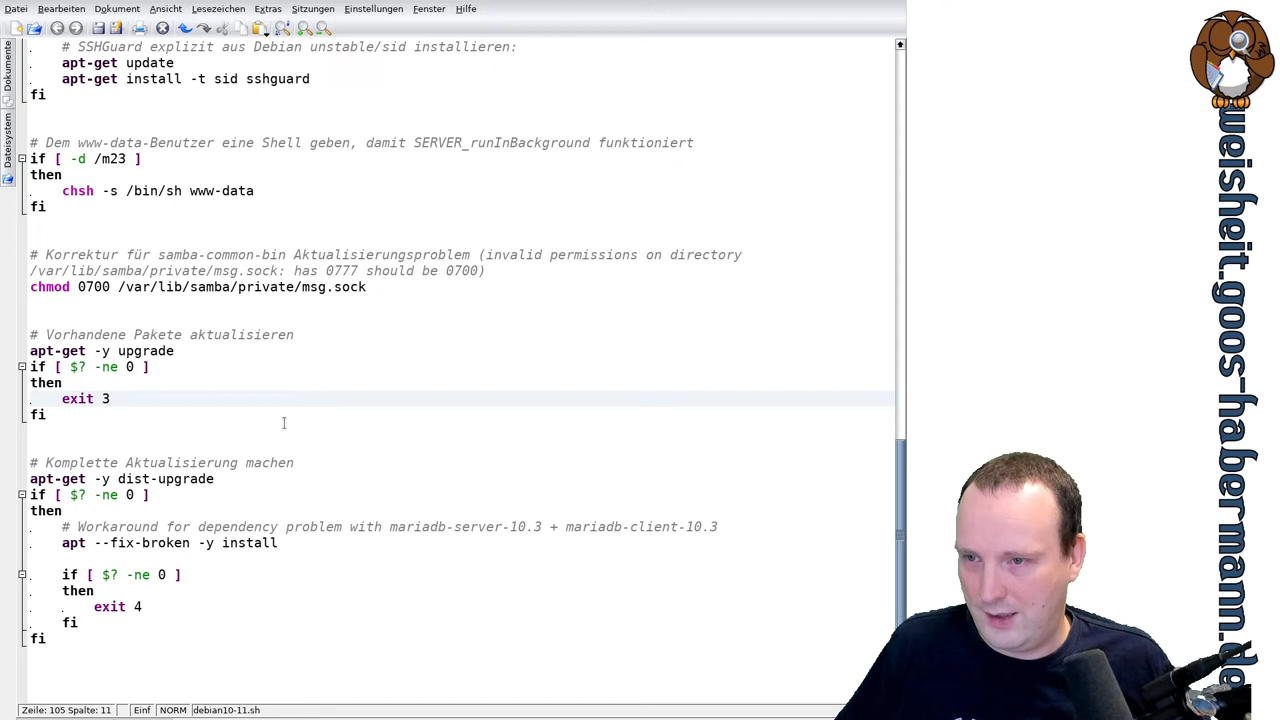 Datei Bearbeiten Dokument Ansicht Lesezeichen Extras Sitzungen Einstellungen Fenster Hilfe
Dokumente
Dateisystem
# SSHGuard explizit aus Debian unstable/sid installieren:
apt-get update
apt-get install -t sid sshguard
fi
# Dem www-data-Benutzer eine Shell geben, damit SERVER_runInBackground funktioniert
if [ -d /m23 ]
then
chsh -s /bin/sh www-data
fi
# Korrektur für samba-common-bin Aktualisierungsproblem (invalid permissions on directory
/var/lib/samba/private/msg.sock: has 0777 should be 0700)
chmod 0700 /var/lib/samba/private/msg.sock
# Vorhandene Pakete aktualisieren
apt-get -y upgrade
if [ $? -ne 0 ]
then
exit 3
fi
# Komplette Aktualisierung machen
apt-get -y dist-upgrade
if [ $? -ne 0 ]
then
# Workaround for dependency problem with mariadb-server-10.3 + mariadb-client-10.3
apt --fix-broken -y install
if [ $? -ne 0 ]
then
exit 4
fi
fi
Zeile: 105 Spalte: 11 Einf NORM debian10-11.sh
weisheit.goos-habermann.de